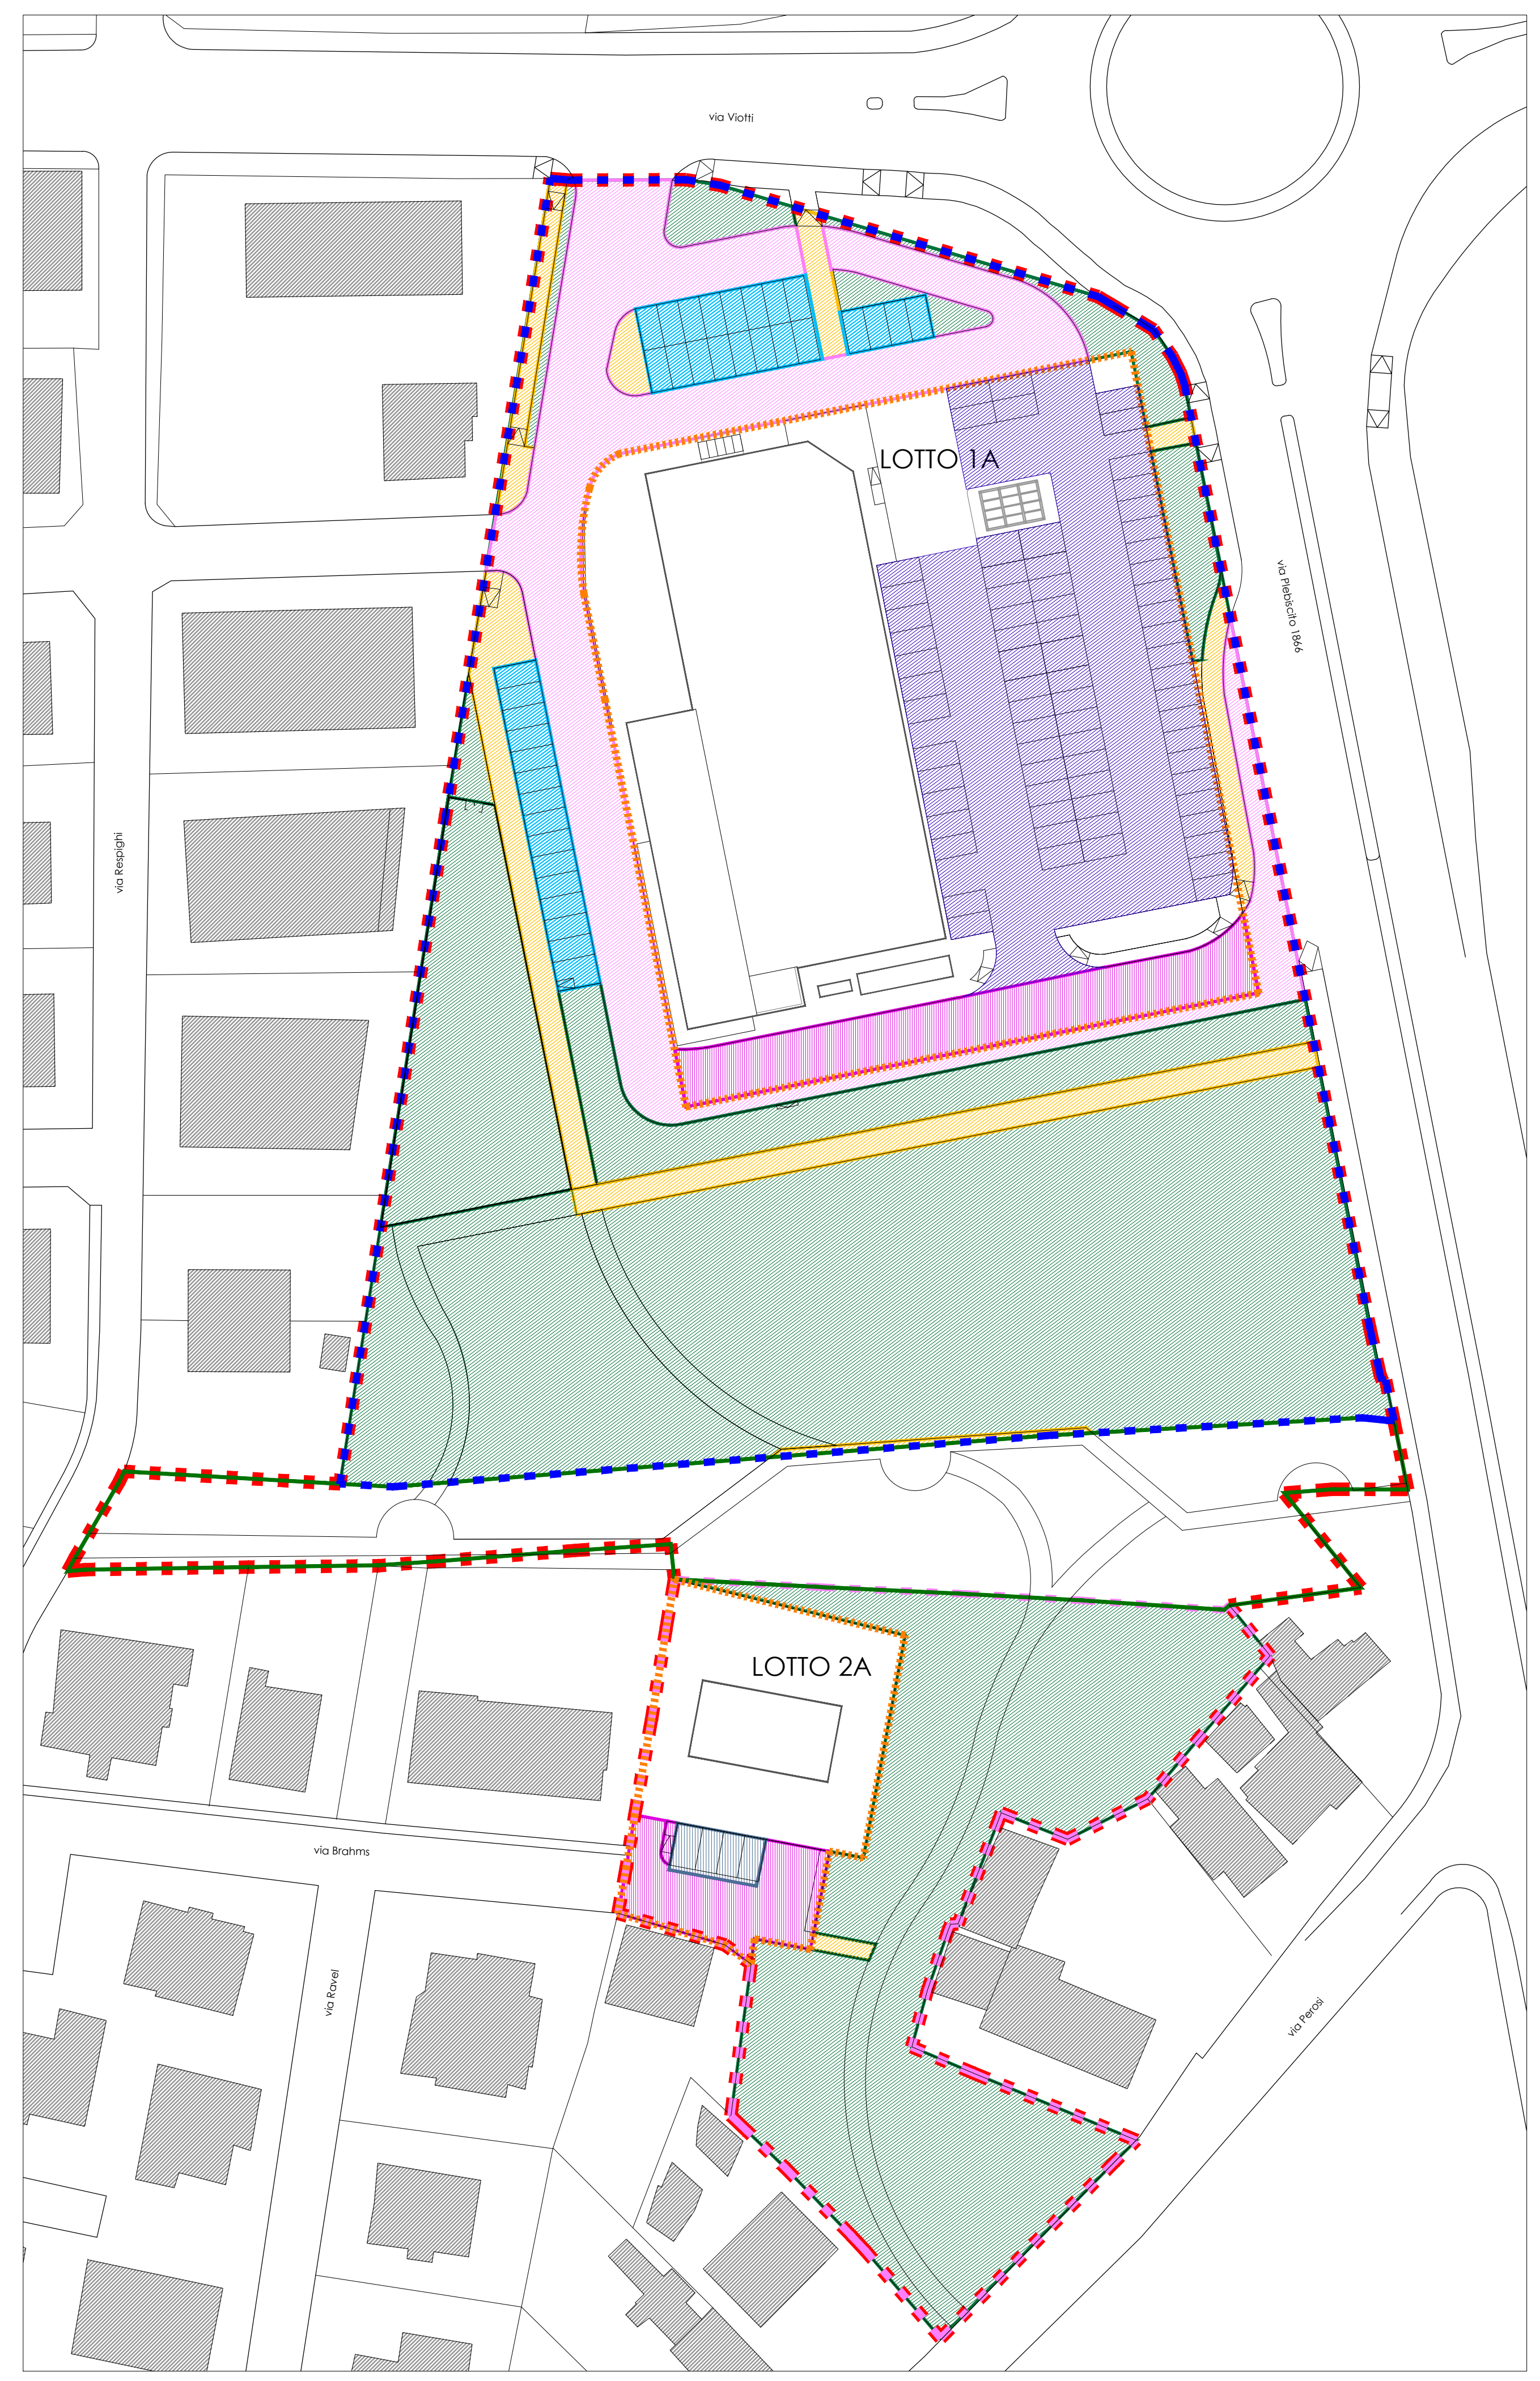 via Viotti
LOTTO 1A
via Plebiscito 1866
via Respighi
LOTTO 2A
via Brahms
via Ravel
via Perosi